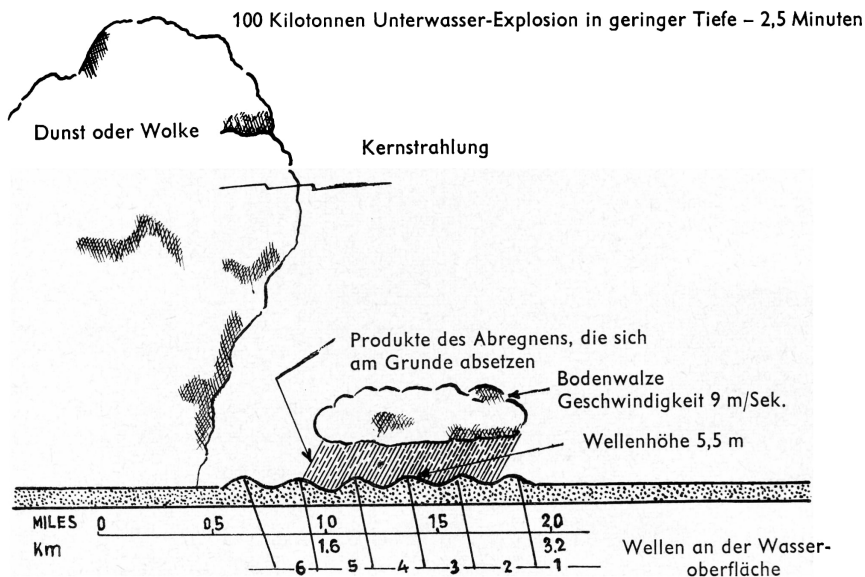 100 Kilotonnen Unterwasser-Explosion in geringer Tiefe – 2,5 Minuten
Dunst oder Wolke
Kernstrahlung
Produkte des Abregnens, die sich
am Grunde absetzen
Bodenwalze
Geschwindigkeit 9 m/Sek.
Wellenhöhe 5,5 m
MILES 0 0,5 1.0 1,5 2,0
Km 1.6 3.2
6 5 4 3 2 1
Wellen an der Wasser-
oberfläche